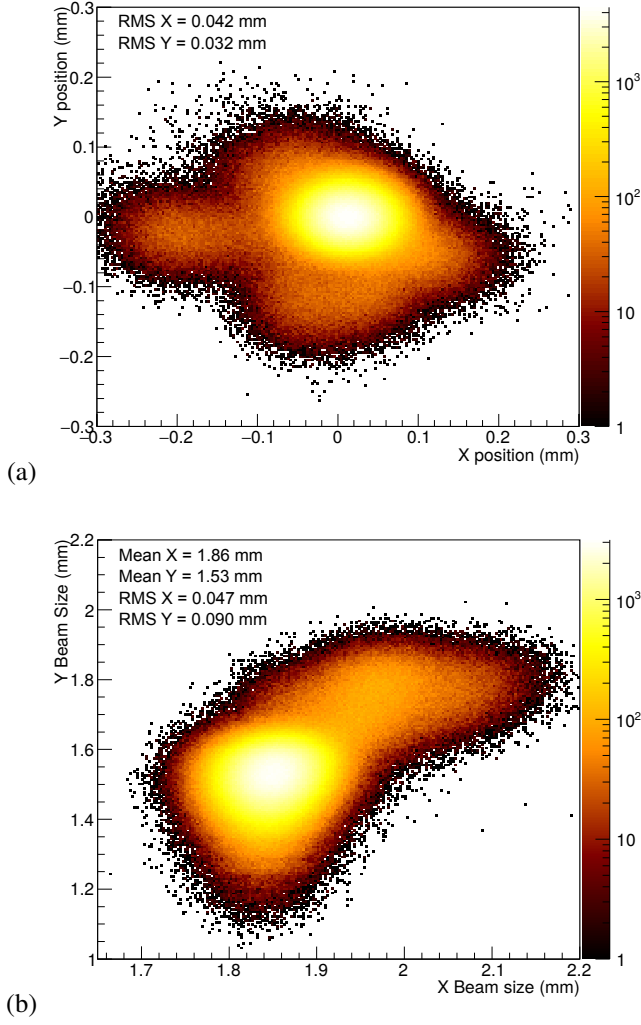 Y position (mm)
RMS X = 0.042 mm
RMS Y = 0.032 mm
0.3
0.2
0.1
0
−0.1
−0.2
−0.3
−0.3 −0.2 −0.1 0 0.1 0.2 0.3
X position (mm)
10³
10²
10
1
(a)
Y Beam Size (mm)
Mean X = 1.86 mm
Mean Y = 1.53 mm
RMS X = 0.047 mm
RMS Y = 0.090 mm
2.2
2
1.8
1.6
1.4
1.2
1
1.7 1.8 1.9 2 2.1 2.2
X Beam size (mm)
10³
10²
10
1
(b)